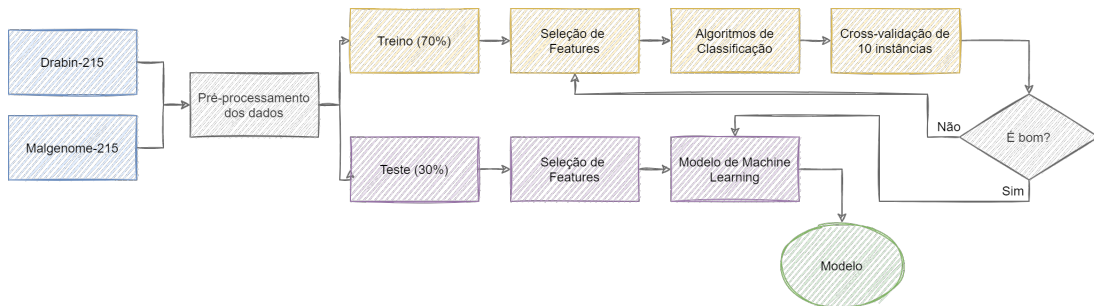 Drabin-215
Malgenome-215
Pré-processamento
dos dados
Treino (70%)
Seleção de
Features
Algoritmos de
Classificação
Cross-validação de
10 instâncias
É bom?
Não
Sim
Teste (30%)
Seleção de
Features
Modelo de Machine
Learning
Modelo